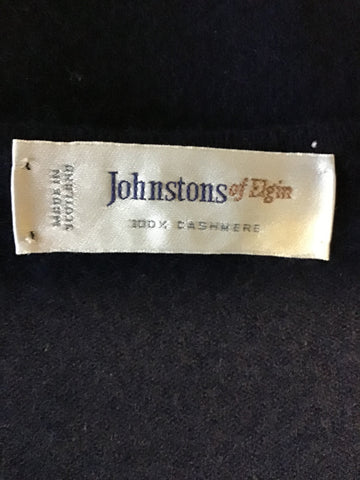 MADE IN
SCOTLAND
Johnstons of Elgin
100% CASHMERE